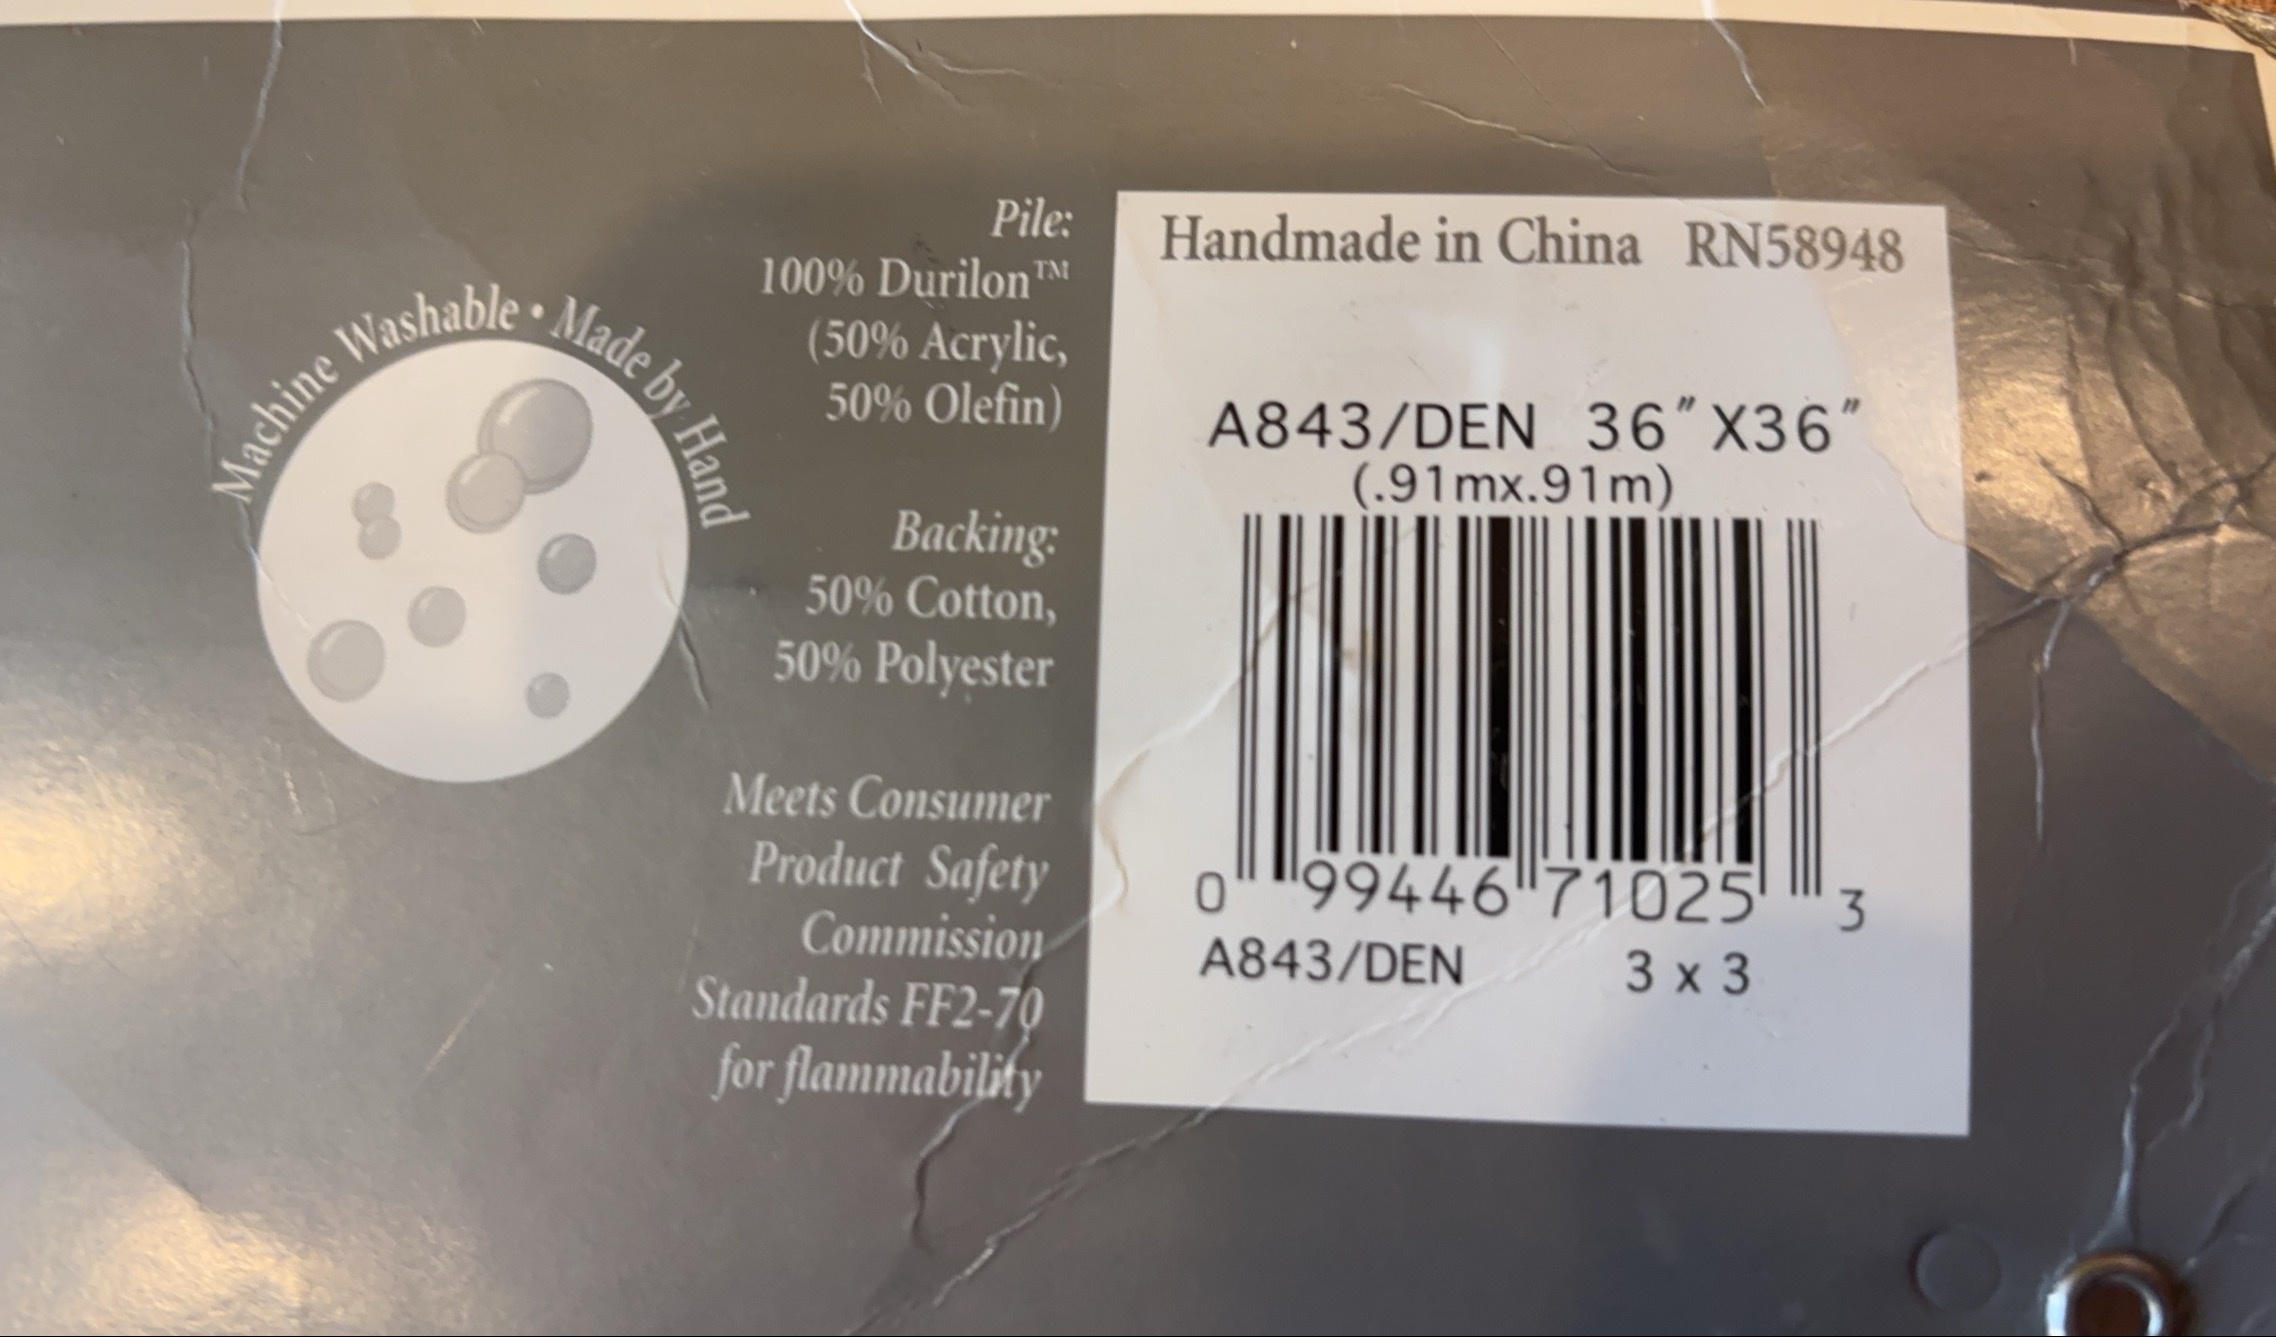 Machine Washable • Made by Hand
Pile:
100% Durilon™
(50% Acrylic,
50% Olefin)
Backing:
50% Cotton,
50% Polyester
Meets Consumer
Product Safety
Commission
Standards FF2-70
for flammability
Handmade in China RN58948
A843/DEN 36"X36"
(.91mx.91m)
0 99446 71025 3
A843/DEN 3 x 3